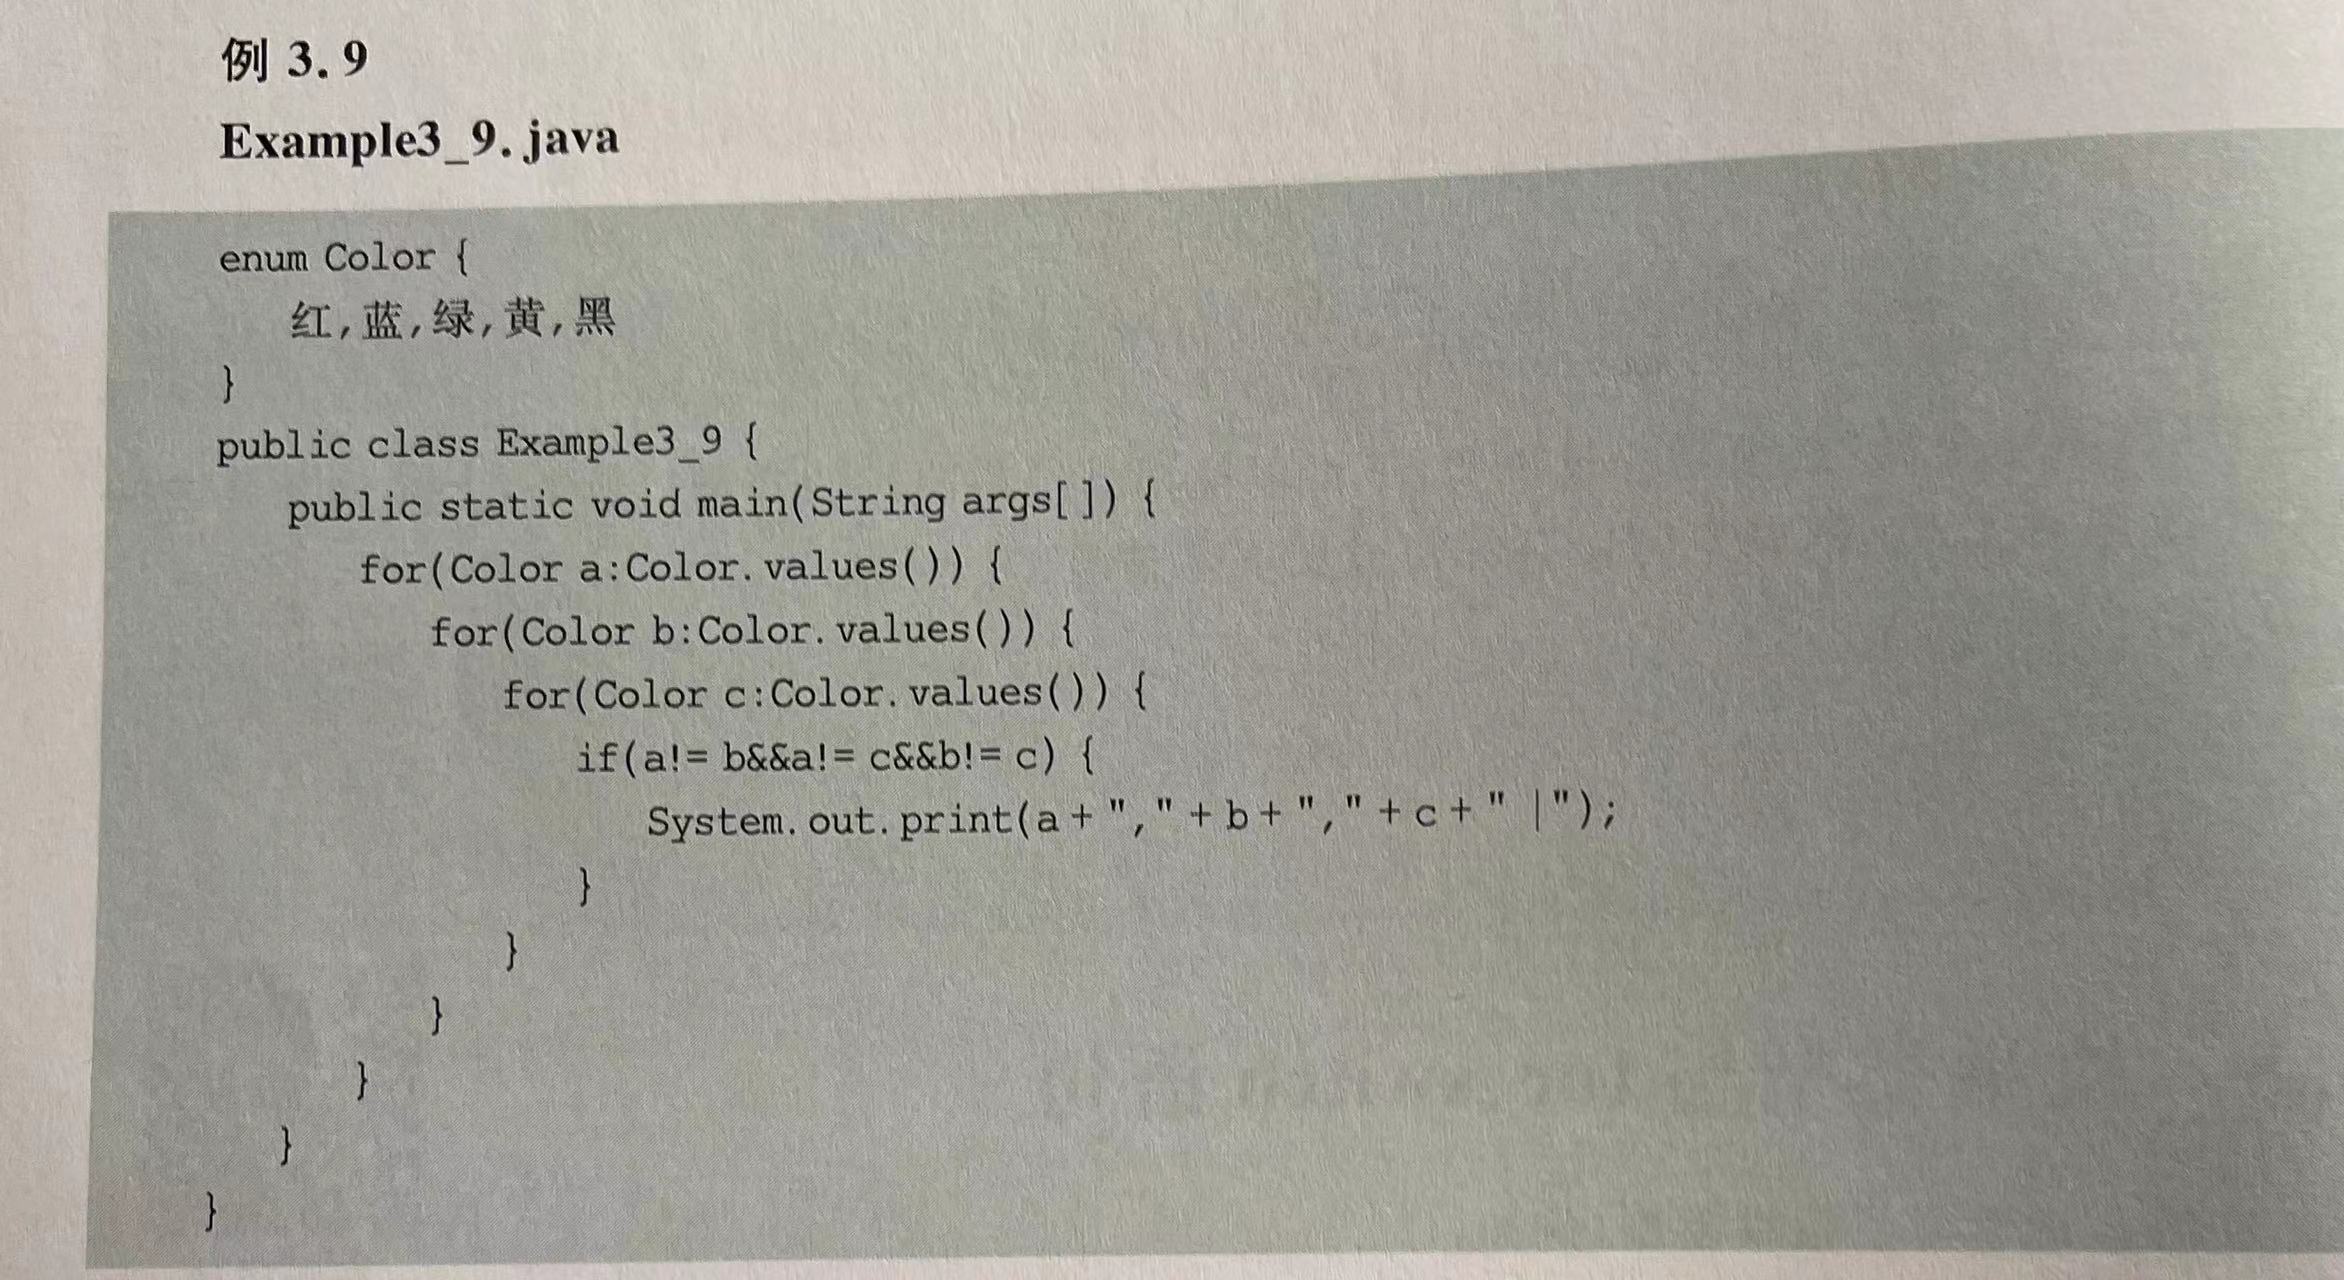 例 3.9
Example3_9.java
enum Color {
红,蓝,绿,黄,黑
}
public class Example3_9 {
public static void main(String args[]) {
for(Color a:Color.values()) {
for(Color b:Color.values()) {
for(Color c:Color.values()) {
if(a!= b&&a!= c&&b!= c) {
System.out.print(a + "," + b + "," + c + " |");
}
}
}
}
}
}